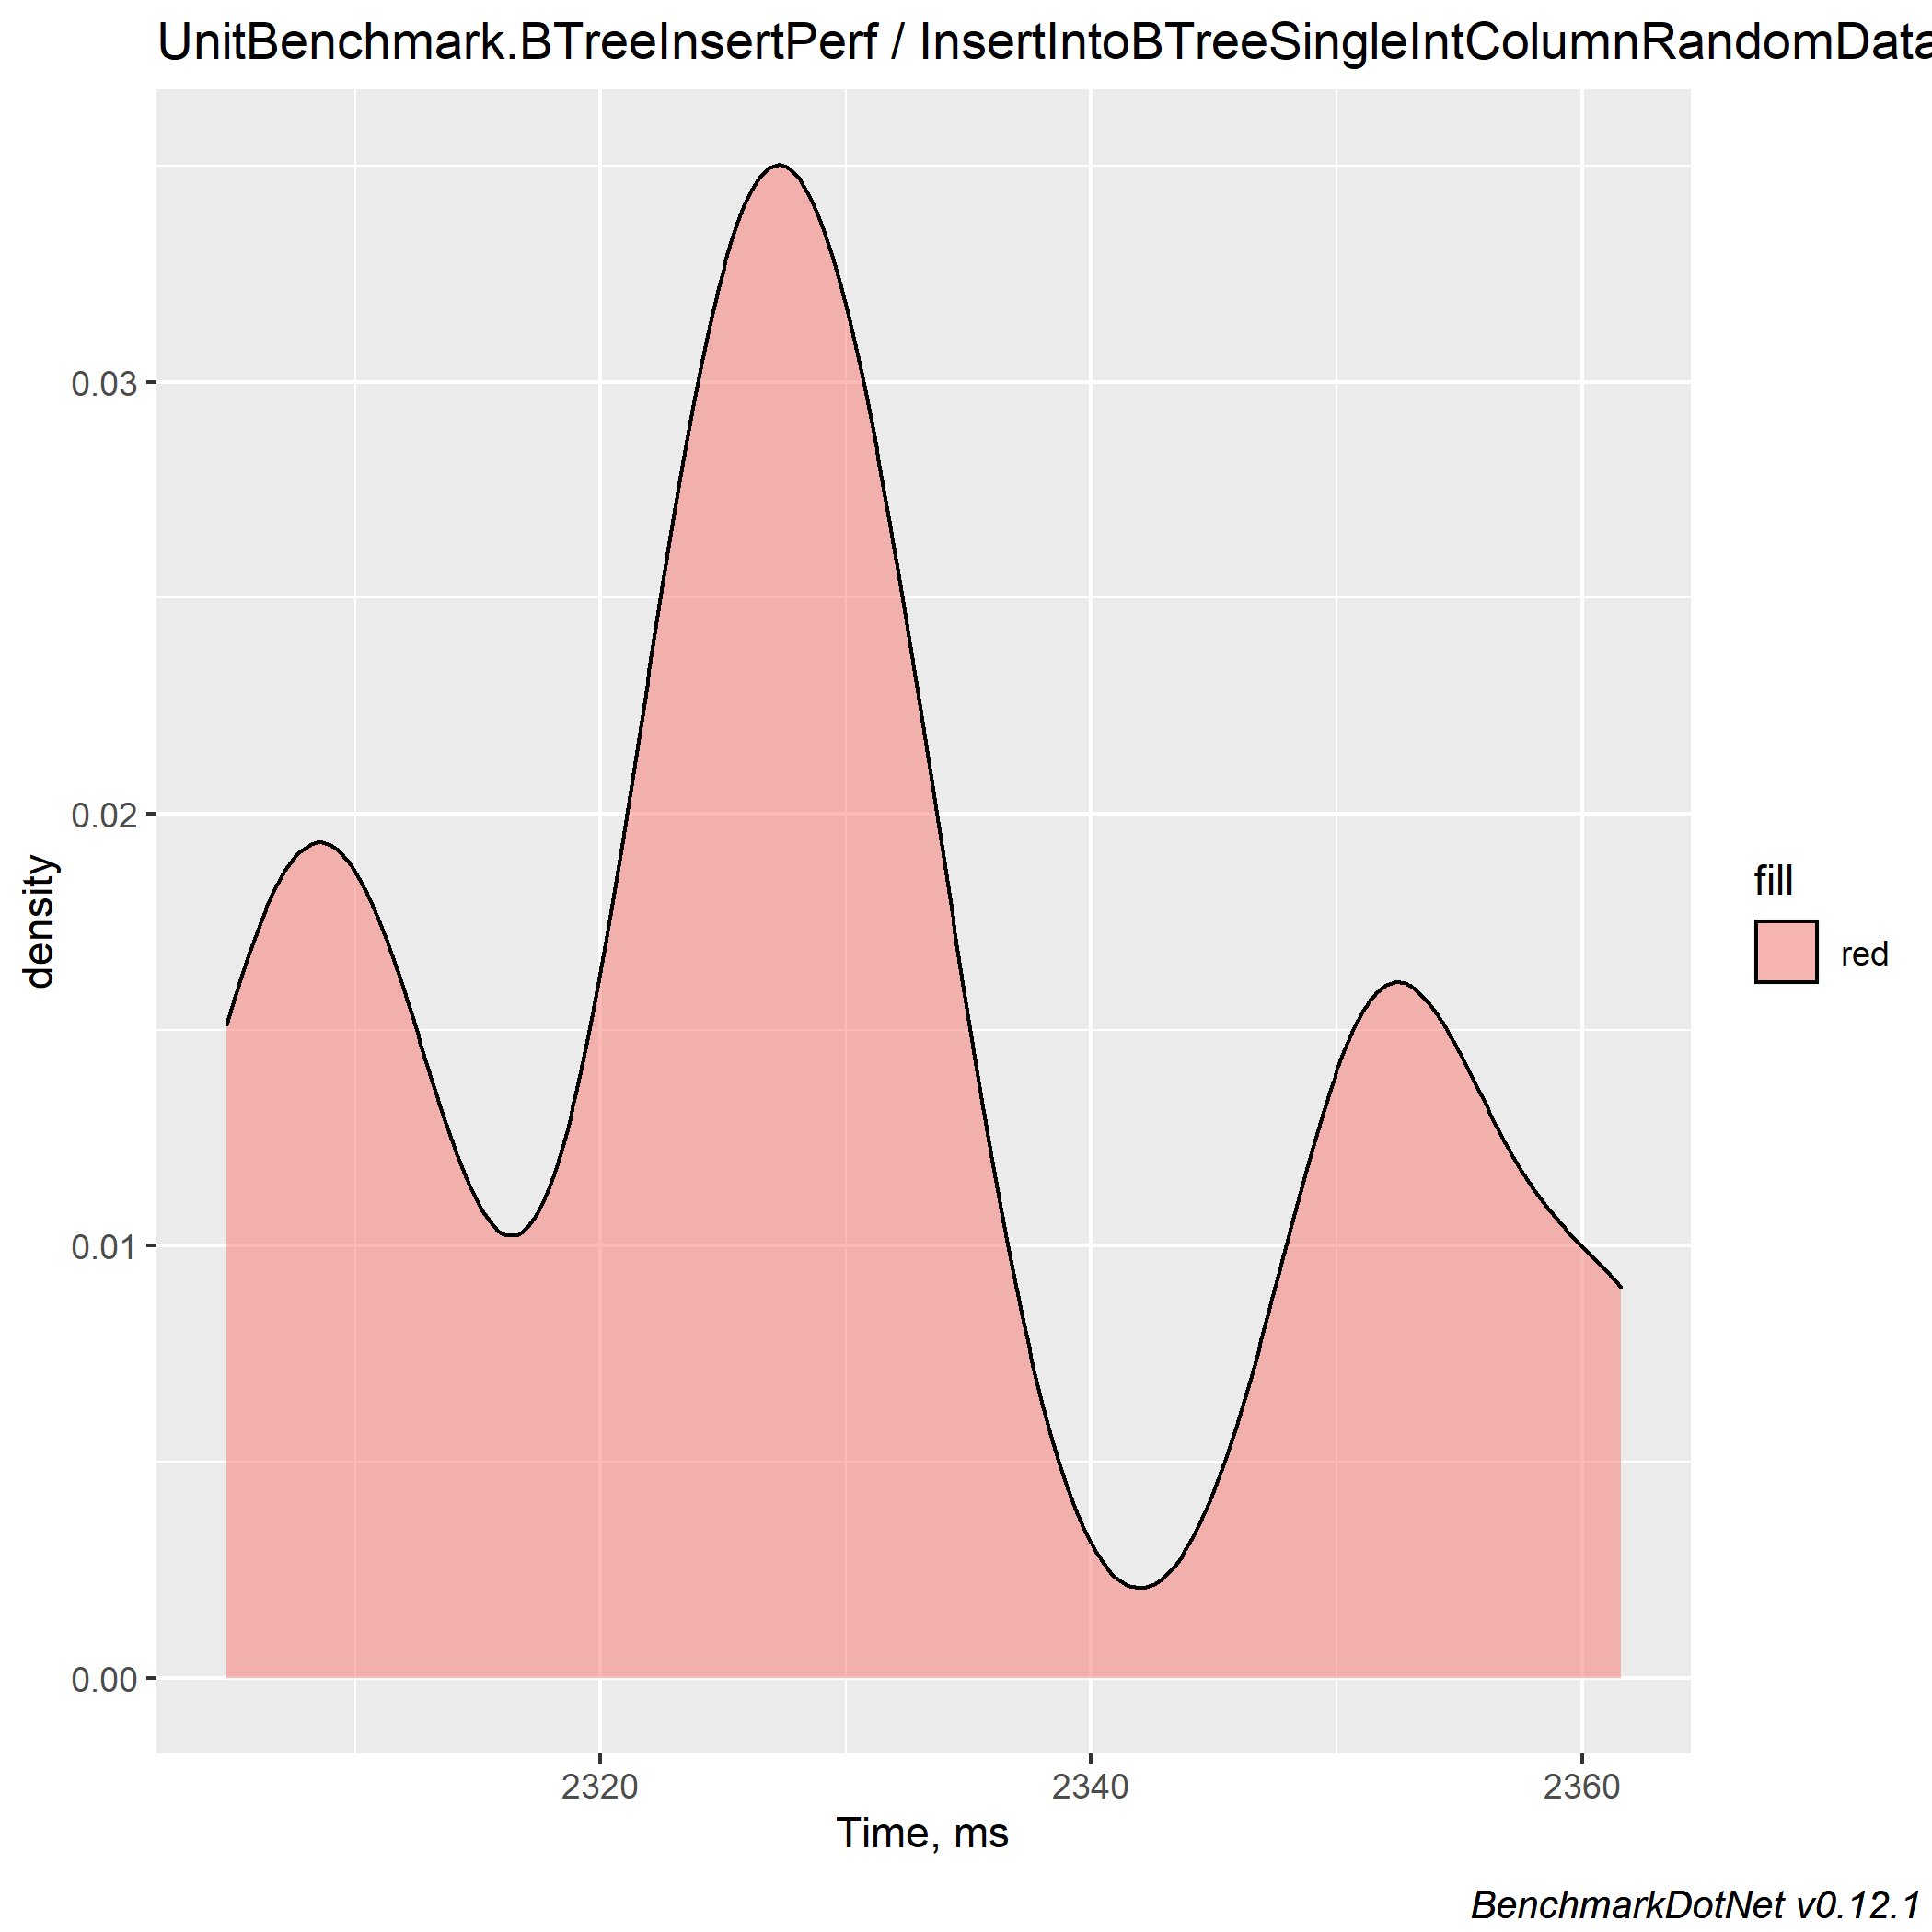 UnitBenchmark.BTreeInsertPerf / InsertIntoBTreeSingleIntColumnRandomData
0.03
0.02
0.01
0.00
density
2320 2340 2360
Time, ms
fill
red
BenchmarkDotNet v0.12.1